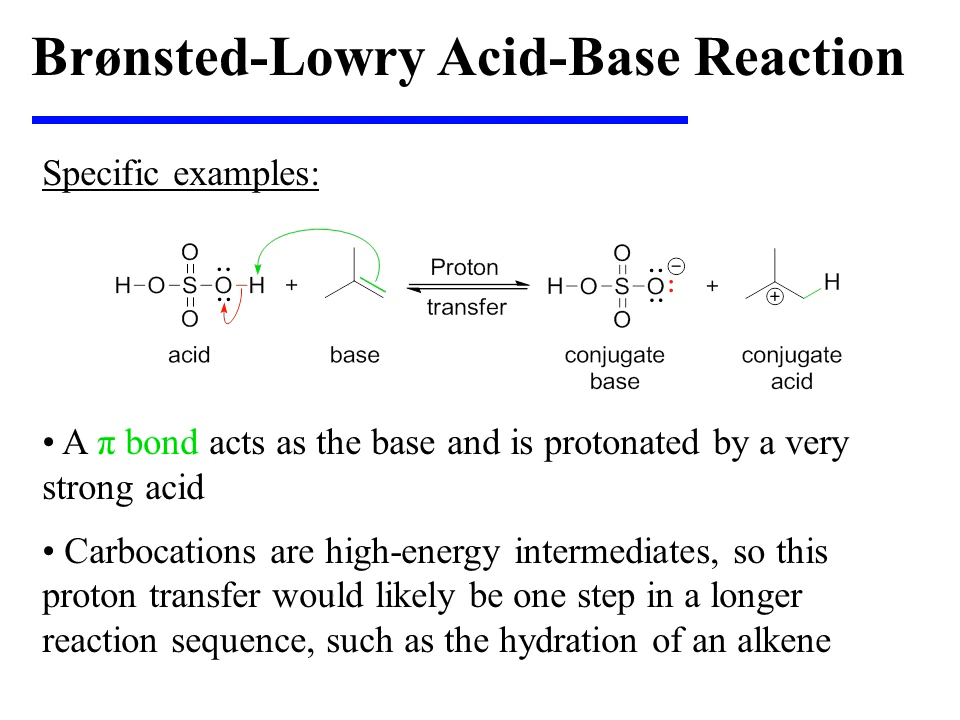 Brønsted-Lowry Acid-Base Reaction
Specific examples:
O O
H O S O H + Proton H O S O − + H
O transfer O +
acid base conjugate conjugate
base acid
• A π bond acts as the base and is protonated by a very
strong acid
• Carbocations are high-energy intermediates, so this
proton transfer would likely be one step in a longer
reaction sequence, such as the hydration of an alkene